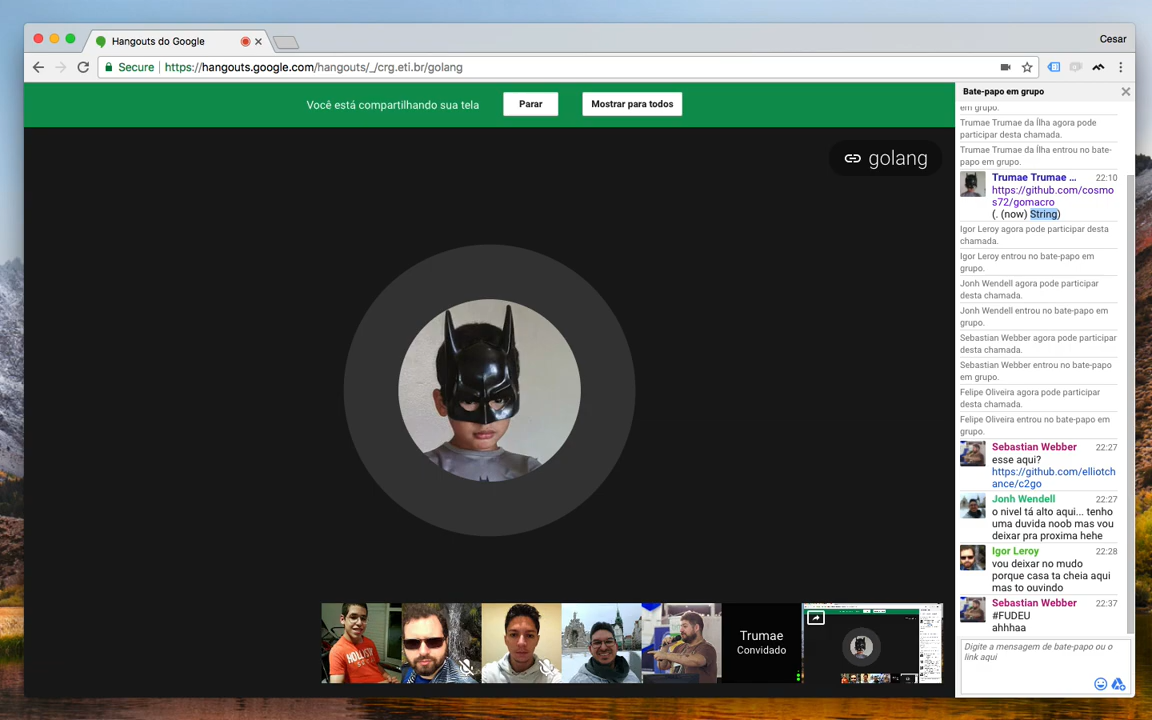 Hangouts do Google
Cesar
Secure
https://hangouts.google.com/hangouts/_/crg.eti.br/golang
Você está compartilhando sua tela
Parar
Mostrar para todos
golang
Trumae
Convidado
Bate-papo em grupo
em grupo.
Trumae Trumae da Ílha agora pode
participar desta chamada.
Trumae Trumae da Ílha entrou no bate-
papo em grupo.
Trumae Trumae ...
22:10
https://github.com/cosmo
s72/gomacro
(. (now) String)
Igor Leroy agora pode participar desta
chamada.
Igor Leroy entrou no bate-papo em
grupo.
Jonh Wendell agora pode participar
desta chamada.
Jonh Wendell entrou no bate-papo em
grupo.
Sebastian Webber agora pode participar
desta chamada.
Sebastian Webber entrou no bate-papo
em grupo.
Felipe Oliveira agora pode participar
desta chamada.
Felipe Oliveira entrou no bate-papo em
grupo.
Sebastian Webber
22:27
esse aqui?
https://github.com/elliotch
ance/c2go
Jonh Wendell
22:27
o nivel tá alto aqui... tenho
uma duvida noob mas vou
deixar pra proxima hehe
Igor Leroy
22:28
vou deixar no mudo
porque casa ta cheia aqui
mas to ouvindo
Sebastian Webber
22:37
#FUDEU
ahhhaa
Digite a mensagem de bate-papo ou o
link aqui